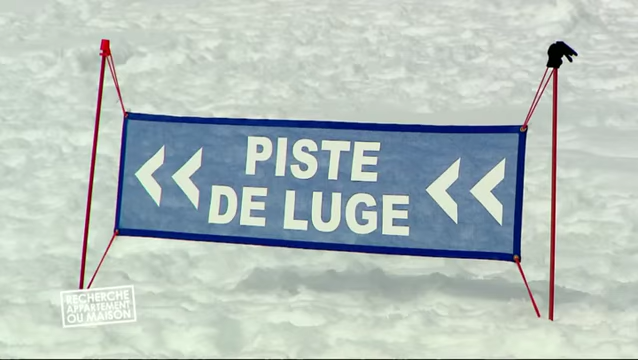 PISTE
DE LUGE
RECHERCHE
APPARTEMENT
OU MAISON